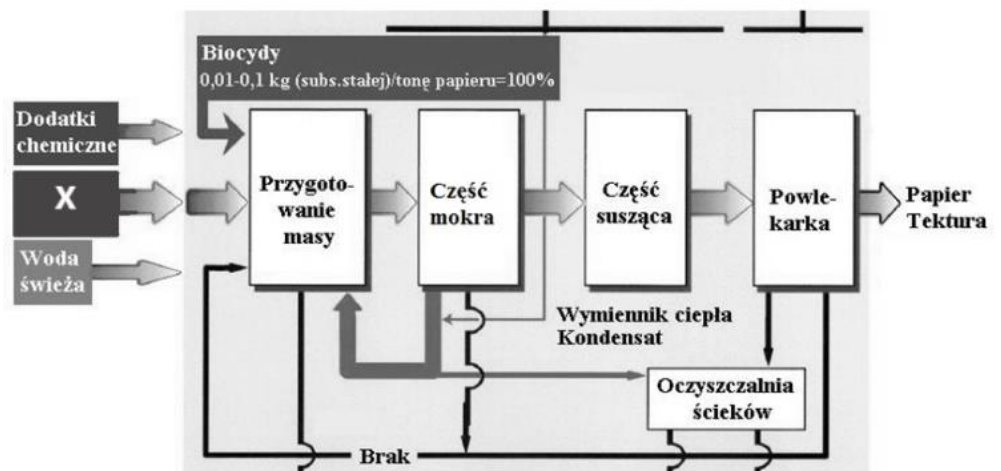 Biocydy
0,01-0,1 kg (subs.stałej)/tonę papieru=100%
Dodatki
chemiczne
X
Woda
świeża
Przygoto-
wanie
masy
Część
mokra
Część
susząca
Powle-
karka
Papier
Tektura
Wymiennik ciepła
Kondensat
Oczyszczalnia
ścieków
Brak